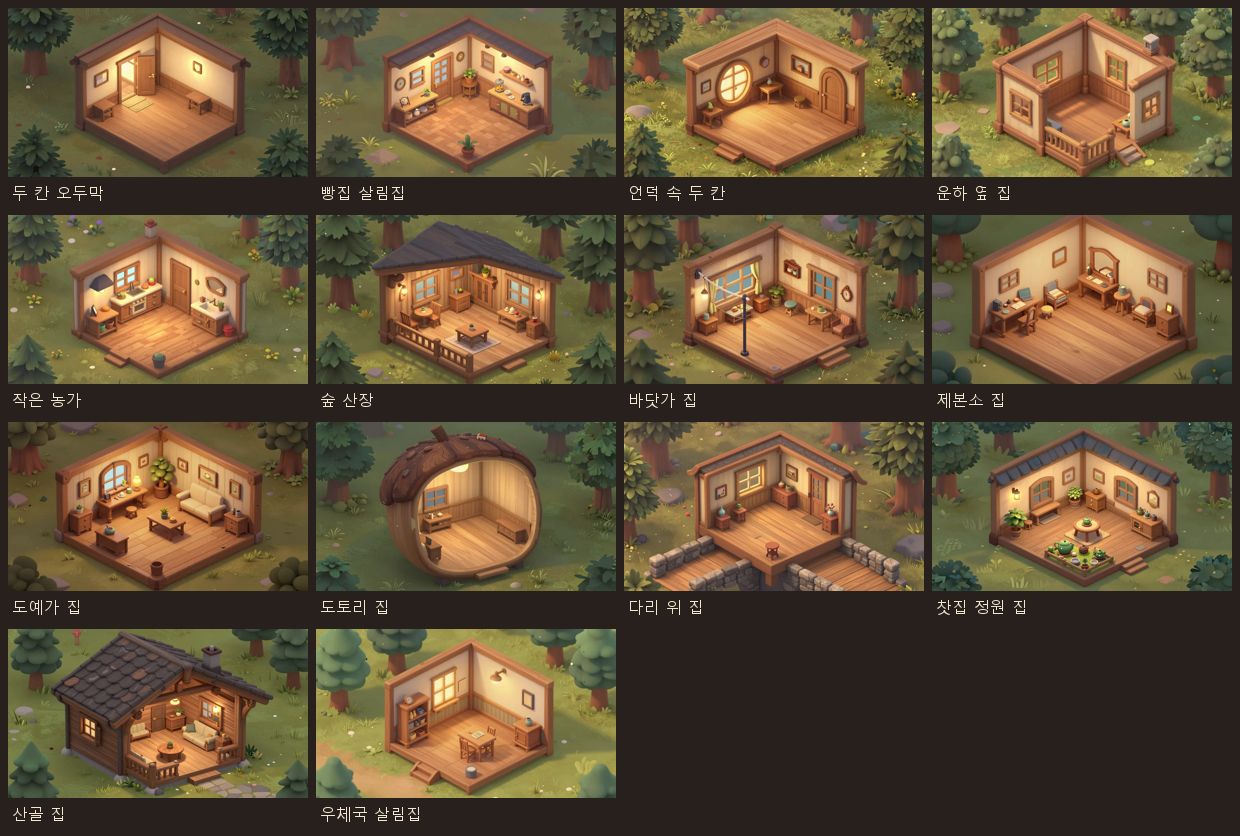 두 칸 오두막
빵집 살림집
언덕 속 두 칸
운하 옆 집
작은 농가
숲 산장
바닷가 집
제본소 집
도예가 집
도토리 집
다리 위 집
찻집 정원 집
산골 집
우체국 살림집